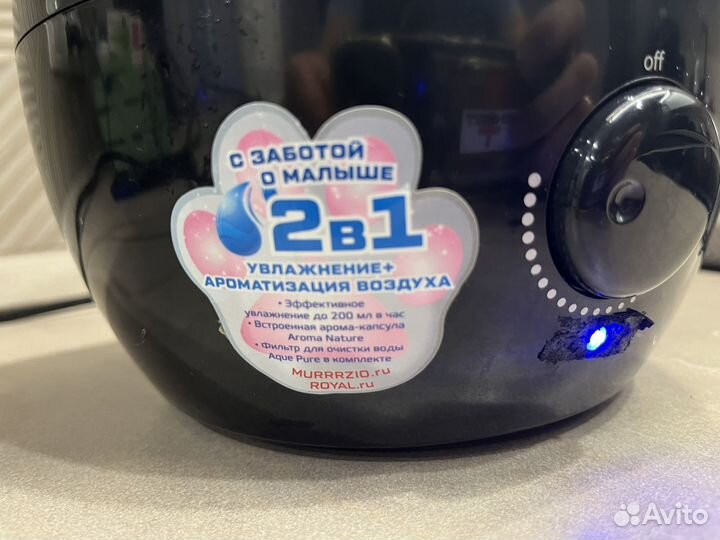 off
С ЗАБОТОЙ
О МАЛЫШЕ
2в1
УВЛАЖНЕНИЕ+
АРОМАТИЗАЦИЯ ВОЗДУХА
• Эффективное
увлажнение до 200 мл в час
• Встроенная арома-капсула
Aroma Nature
• Фильтр для очистки воды
Aque Pure в комплекте
MURRRZIO.ru
ROYAL.ru
Avito